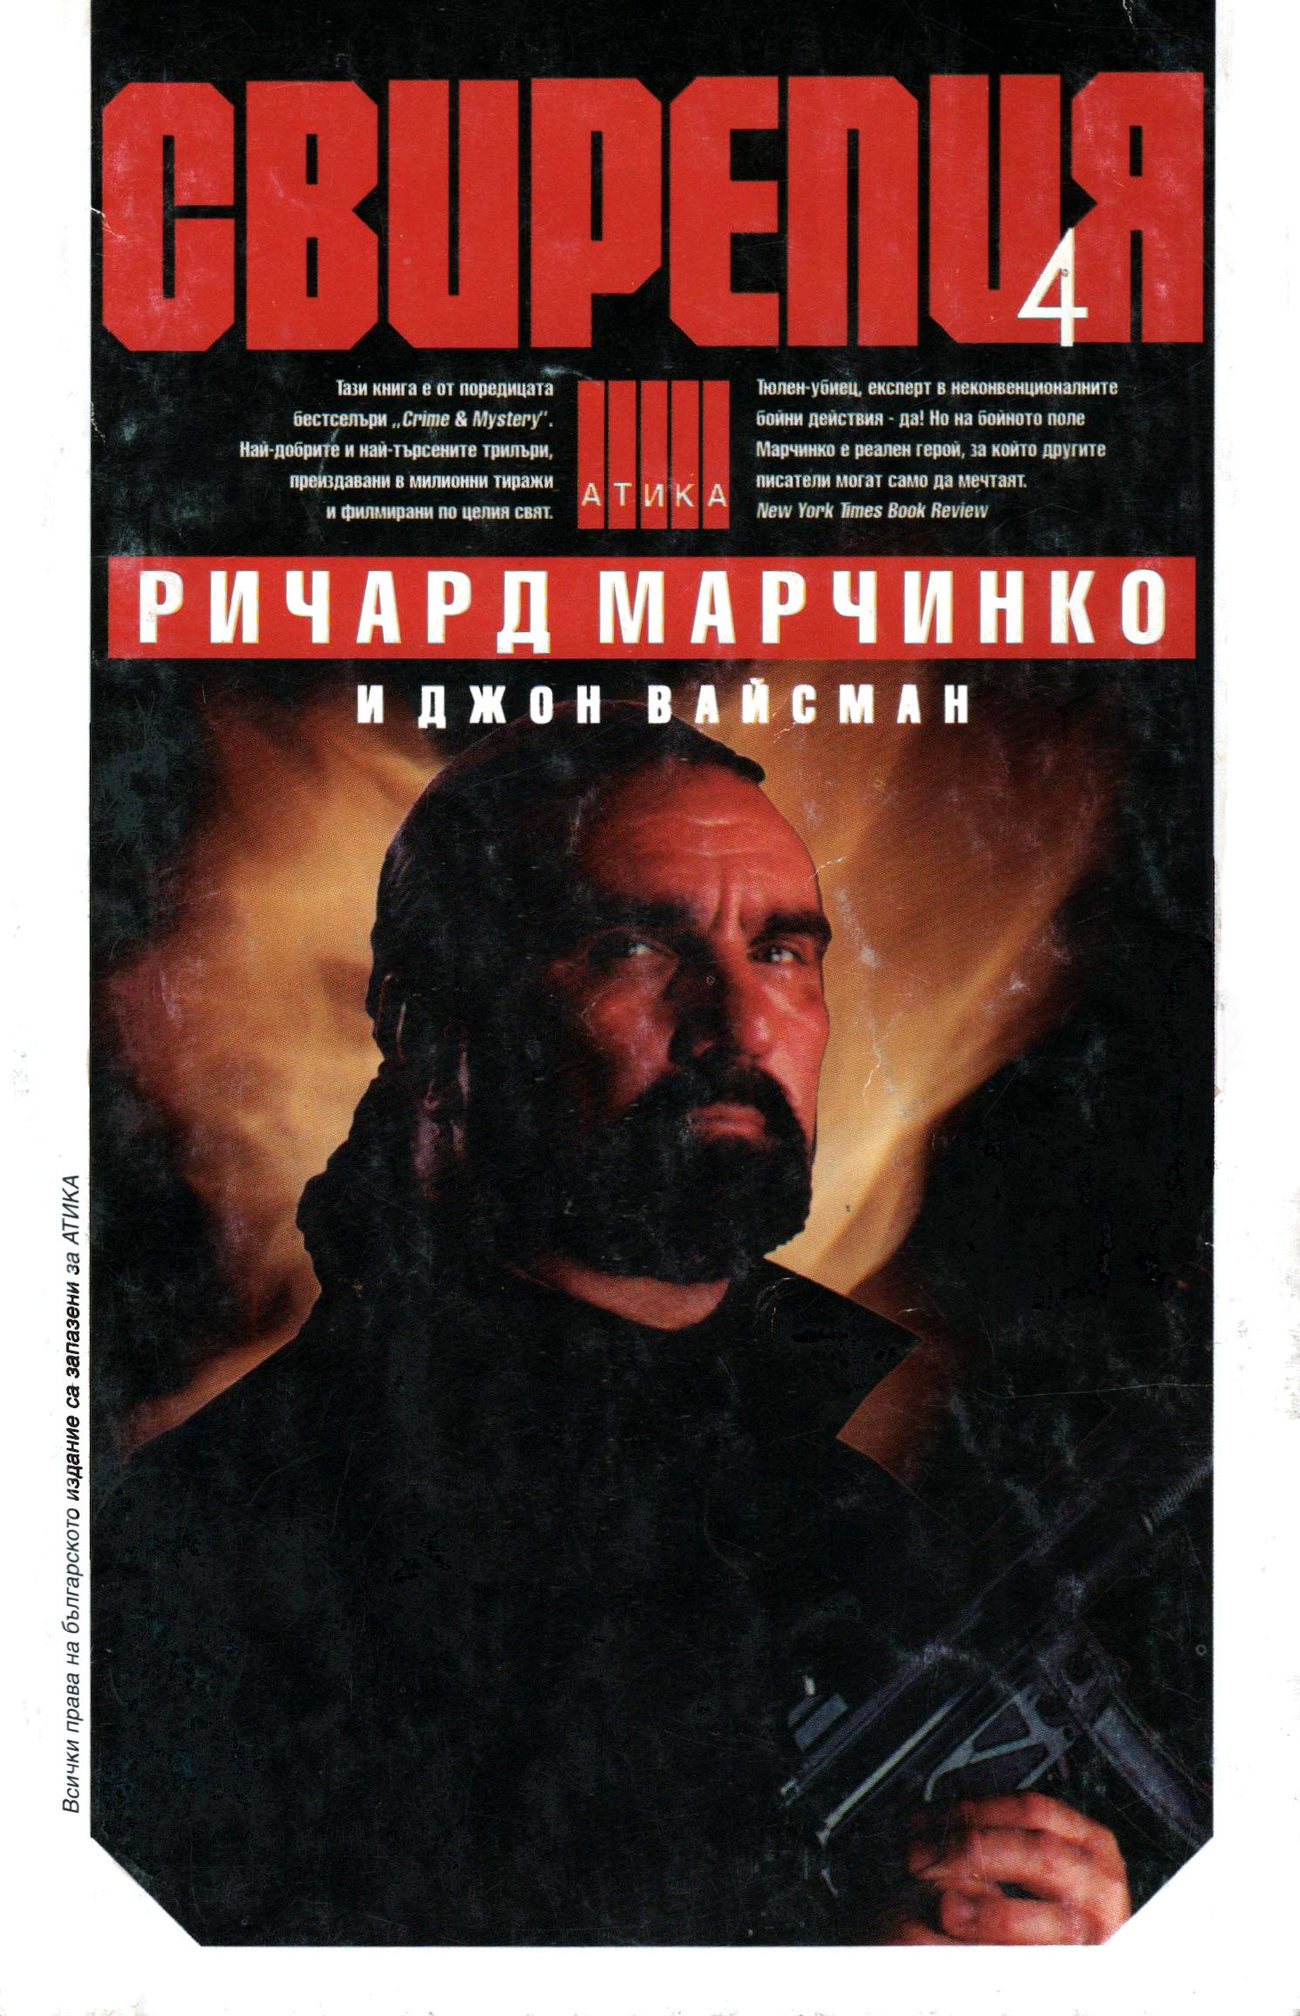 СВИРЕПИЯ
4
Тази книга е от поредицата
бестселъри „Crime & Mystery".
Най-добрите и най-търсените трилъри,
преиздавани в милионни тиражи
и филмирани по целия свят.
АТИКА
Тюлен-убиец, експерт в неконвенционалните
бойни действия - да! Но на бойното поле
Марчинко е реален герой, за който другите
писатели могат само да мечтаят.
New York Times Book Review
РИЧАРД МАРЧИНКО
И ДЖОН ВАЙСМАН
Всички права на българското издание са запазени за АТИКА